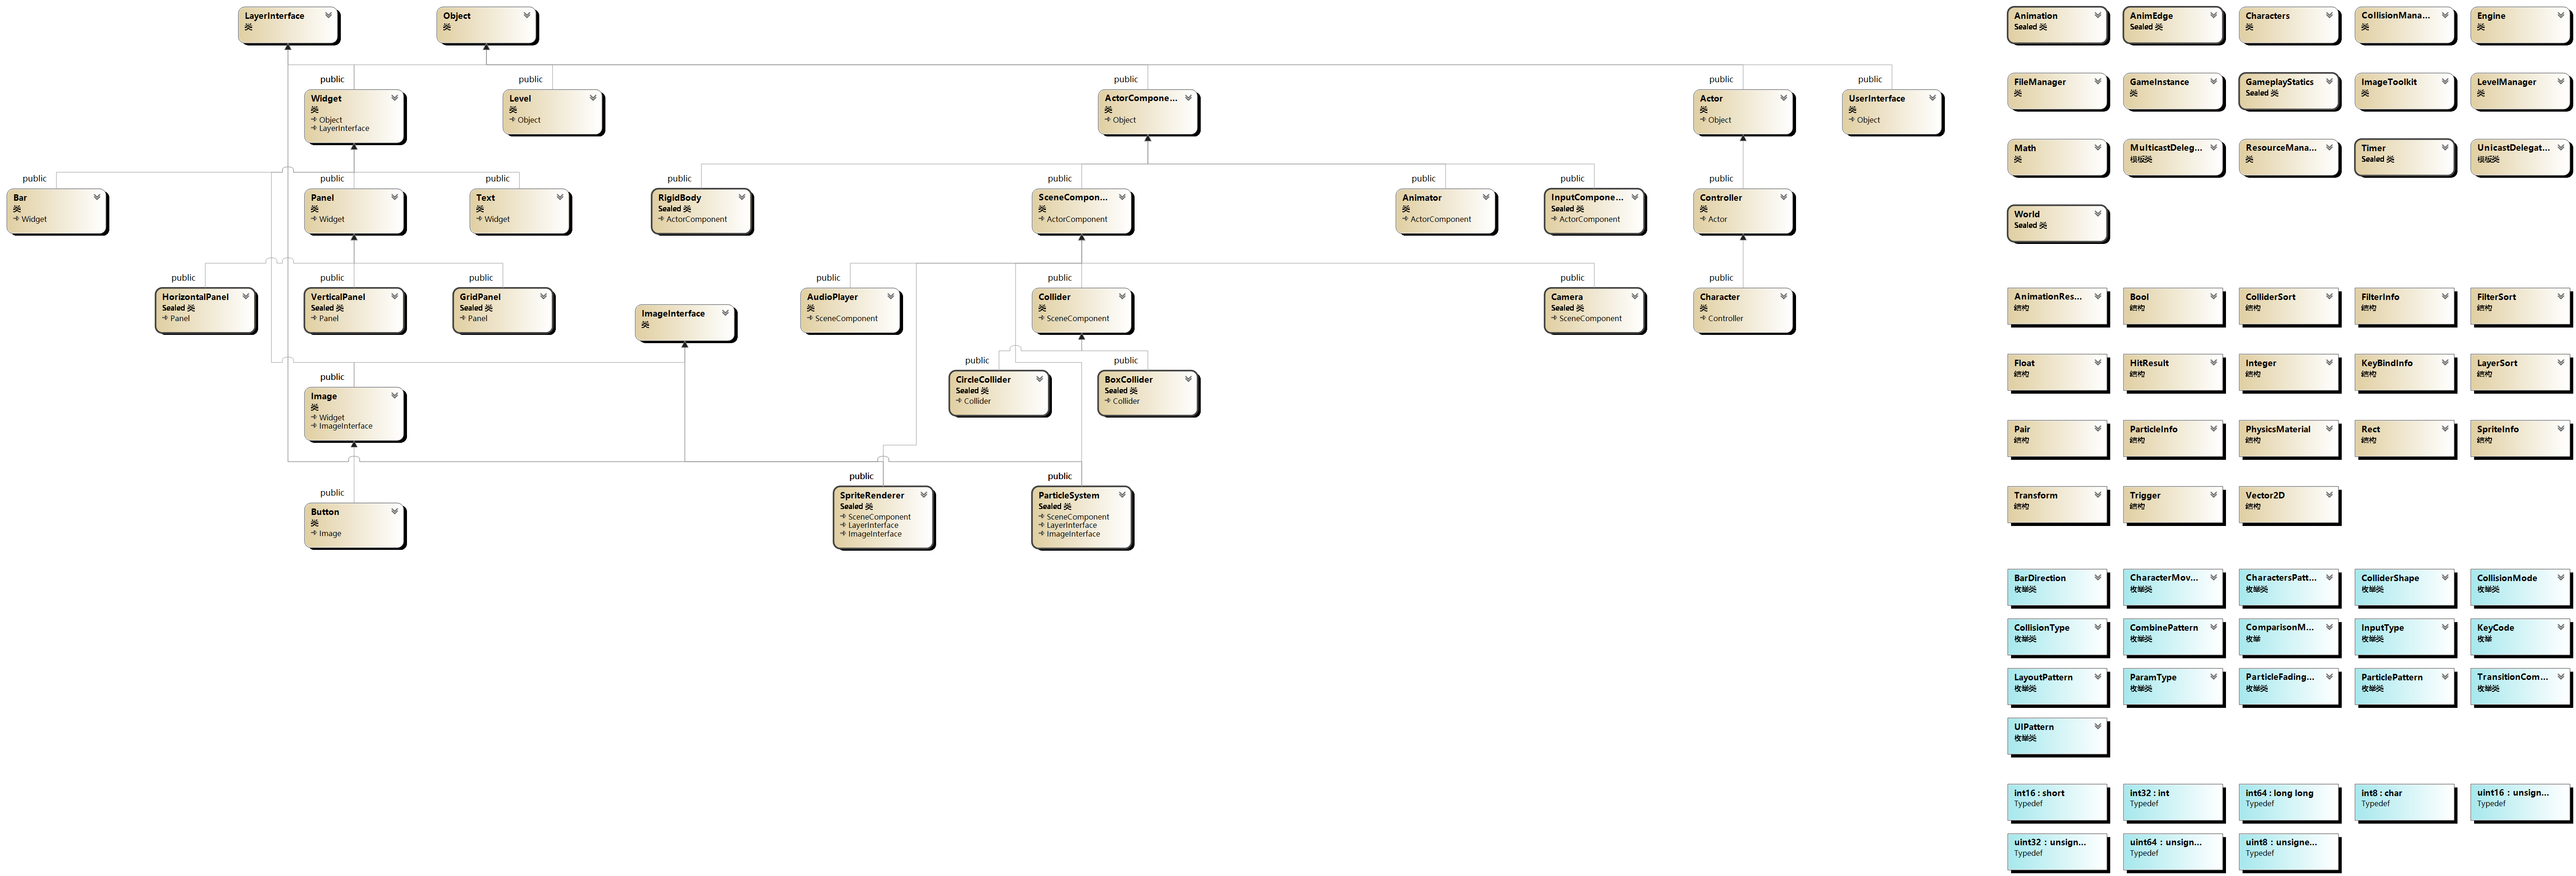 LayerInterface
类
Object
类
public
Widget
类
Object
LayerInterface
public
Level
类
Object
public
ActorCompone...
类
Object
public
Actor
类
Object
public
UserInterface
类
Object
public
Bar
类
Widget
public
Panel
类
Widget
public
Text
类
Widget
public
RigidBody
Sealed 类
ActorComponent
public
SceneCompon...
类
ActorComponent
public
Animator
类
ActorComponent
public
InputCompone...
Sealed 类
ActorComponent
public
Controller
类
Actor
public
HorizontalPanel
Sealed 类
Panel
public
VerticalPanel
Sealed 类
Panel
public
GridPanel
Sealed 类
Panel
ImageInterface
类
public
AudioPlayer
类
SceneComponent
public
Collider
类
SceneComponent
public
Camera
Sealed 类
SceneComponent
public
Character
类
Controller
public
CircleCollider
Sealed 类
Collider
public
BoxCollider
Sealed 类
Collider
public
Image
类
Widget
ImageInterface
public
Button
类
Image
public
SpriteRenderer
Sealed 类
SceneComponent
LayerInterface
ImageInterface
public
ParticleSystem
Sealed 类
SceneComponent
LayerInterface
ImageInterface
Animation
Sealed 类
AnimEdge
Sealed 类
Characters
类
CollisionMana...
类
Engine
类
FileManager
类
GameInstance
类
GameplayStatics
Sealed 类
ImageToolkit
类
LevelManager
类
Math
类
MulticastDeleg...
模板类
ResourceMana...
类
Timer
Sealed 类
UnicastDelegat...
模板类
World
Sealed 类
AnimationRes...
结构
Bool
结构
ColliderSort
结构
FilterInfo
结构
FilterSort
结构
Float
结构
HitResult
结构
Integer
结构
KeyBindInfo
结构
LayerSort
结构
Pair
结构
ParticleInfo
结构
PhysicsMaterial
结构
Rect
结构
SpriteInfo
结构
Transform
结构
Trigger
结构
Vector2D
结构
BarDirection
枚举类
CharacterMov...
枚举类
CharactersPatt...
枚举类
ColliderShape
枚举类
CollisionMode
枚举类
CollisionType
枚举类
CombinePattern
枚举类
ComparisonM...
枚举
InputType
枚举类
KeyCode
枚举
LayoutPattern
枚举类
ParamType
枚举类
ParticleFading...
枚举类
ParticlePattern
枚举类
TransitionCom...
枚举类
UIPattern
枚举类
int16 : short
Typedef
int32 : int
Typedef
int64 : long long
Typedef
int8 : char
Typedef
uint16 : unsign...
Typedef
uint32 : unsign...
Typedef
uint64 : unsign...
Typedef
uint8 : unsigne...
Typedef